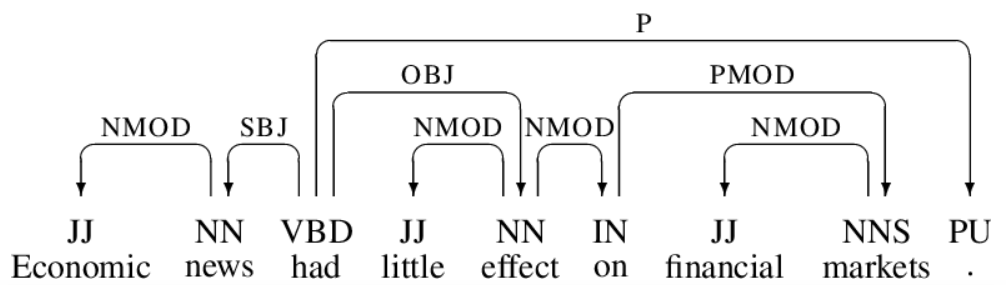 P
OBJ PMOD
NMOD SBJ NMOD NMOD NMOD
JJ NN VBD JJ NN IN JJ NNS PU
Economic news had little effect on financial markets .